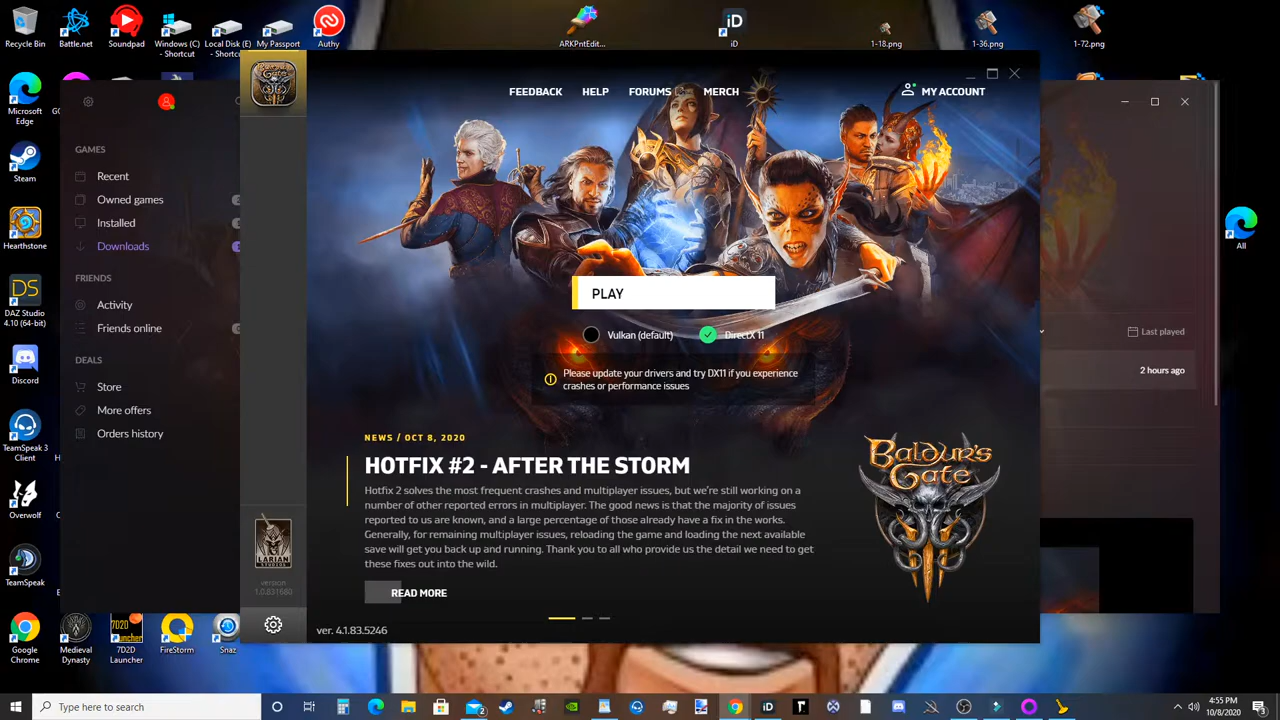 Recycle Bin
Battle.net
Soundpad
Windows (C) - Shortcut
Local Disk (E) - Shortcut
My Passport - Shortcut
Authy
ARKPntEdit...
iD
iD
1-18.png
1-36.png
1-72.png
Microsoft Edge
Steam
Hearthstone
DS
DAZ Studio 4.10 (64-bit)
Discord
TeamSpeak 3 Client
Overwolf
TeamSpeak
Google Chrome
Medieval Dynasty
7D2D Launcher
FireStorm
Snaz
All
GAMES
Recent
Owned games
Installed
Downloads
FRIENDS
Activity
Friends online
DEALS
Store
More offers
Orders history
FEEDBACK
HELP
FORUMS
MERCH
MY ACCOUNT
PLAY
Vulkan (default)
DirectX 11
Please update your drivers and try DX11 if you experience
crashes or performance issues
Last played
2 hours ago
NEWS / OCT 8, 2020
HOTFIX #2 - AFTER THE STORM
Hotfix 2 solves the most frequent crashes and multiplayer issues, but we're still working on a
number of other reported errors in multiplayer. The good news is that the majority of issues
reported to us are known, and a large percentage of those already have a fix in the works.
Generally, for remaining multiplayer issues, reloading the game and loading the next available
save will get you back up and running. Thank you to all who provide us the detail we need to get
these fixes out into the wild.
READ MORE
BALDUR'S
GATE
LARIAN
STUDIOS
version
1.0.831660
ver. 4.1.83.5246
Type here to search
4:55 PM
10/8/2020